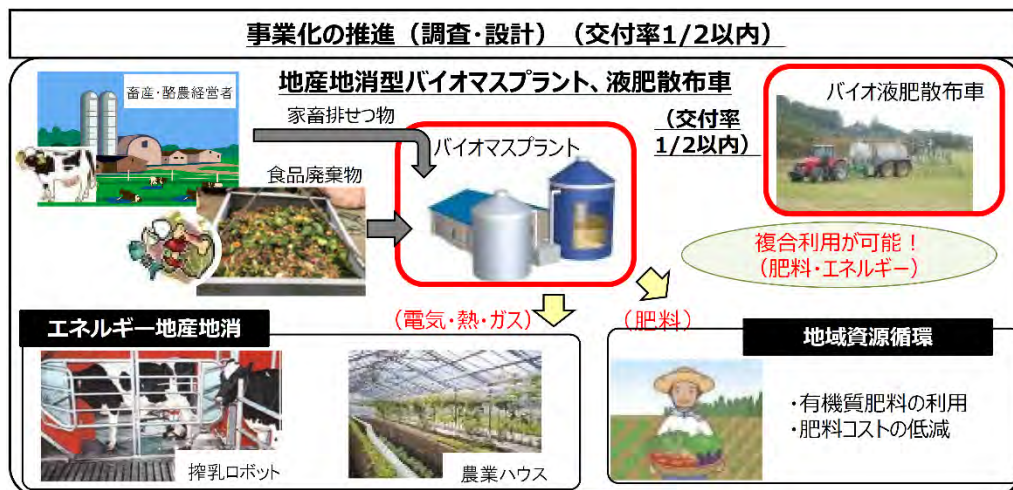 事業化の推進（調査・設計）（交付率1/2以内）
地産地消型バイオマスプラント、液肥散布車
畜産・酪農経営者
家畜排せつ物
バイオマスプラント
（交付率
1/2以内）
バイオ液肥散布車
食品廃棄物
複合利用が可能！
（肥料・エネルギー）
（電気・熱・ガス）
（肥料）
エネルギー地産地消
搾乳ロボット
農業ハウス
地域資源循環
・有機質肥料の利用
・肥料コストの低減